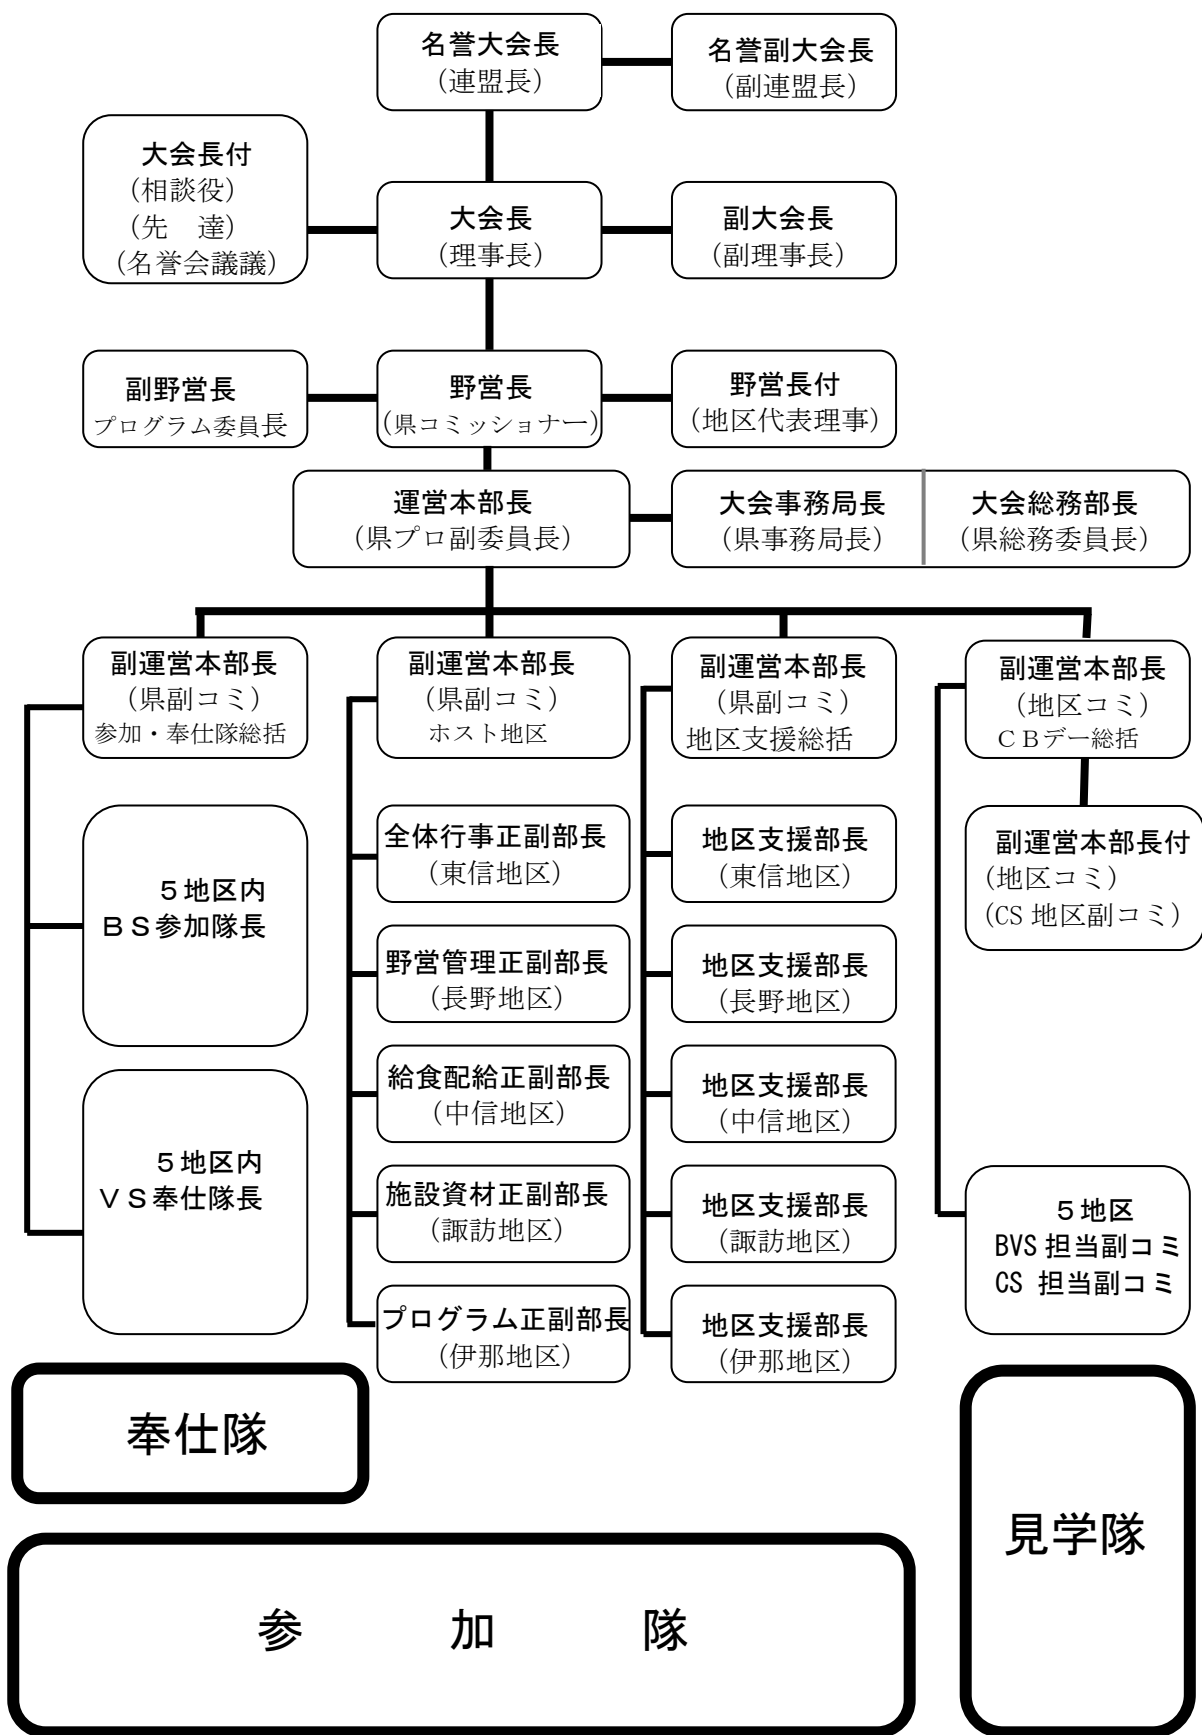 名誉大会長
(連盟長)
名誉副大会長
(副連盟長)
大会長付
(相談役)
(先　達)
(名誉会議議)
大会長
(理事長)
副大会長
(副理事長)
副野営長
プログラム委員長
野営長
(県コミッショナー)
野営長付
(地区代表理事)
運営本部長
(県プロ副委員長)
大会事務局長
(県事務局長)
大会総務部長
(県総務委員長)
副運営本部長
(県副コミ)
参加・奉仕隊総括
副運営本部長
(県副コミ)
ホスト地区
副運営本部長
(県副コミ)
地区支援総括
副運営本部長
(地区コミ)
ＣＢデー総括
５地区内
ＢＳ参加隊長
５地区内
ＶＳ奉仕隊長
全体行事正副部長
(東信地区)
野営管理正副部長
(長野地区)
給食配給正副部長
(中信地区)
施設資材正副部長
(諏訪地区)
プログラム正副部長
(伊那地区)
地区支援部長
(東信地区)
地区支援部長
(長野地区)
地区支援部長
(中信地区)
地区支援部長
(諏訪地区)
地区支援部長
(伊那地区)
副運営本部長付
(地区コミ)
(CS 地区副コミ)
５地区
BVS 担当副コミ
CS 担当副コミ
奉仕隊
見学隊
参　加　隊